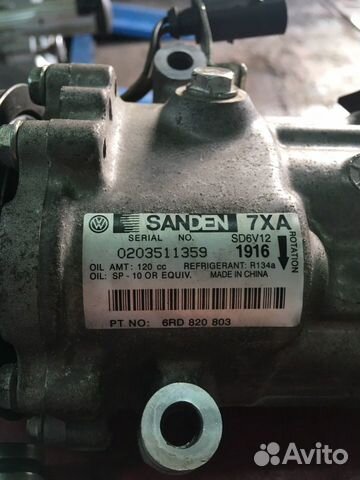 SANDEN 7XA
SERIAL NO. SD6V12
0203511359 1916
OIL AMT: 120 cc REFRIGERANT: R134a
OIL: SP - 10 OR EQUIV. MADE IN CHINA
ROTATION
PT NO: 6RD 820 803
Avito